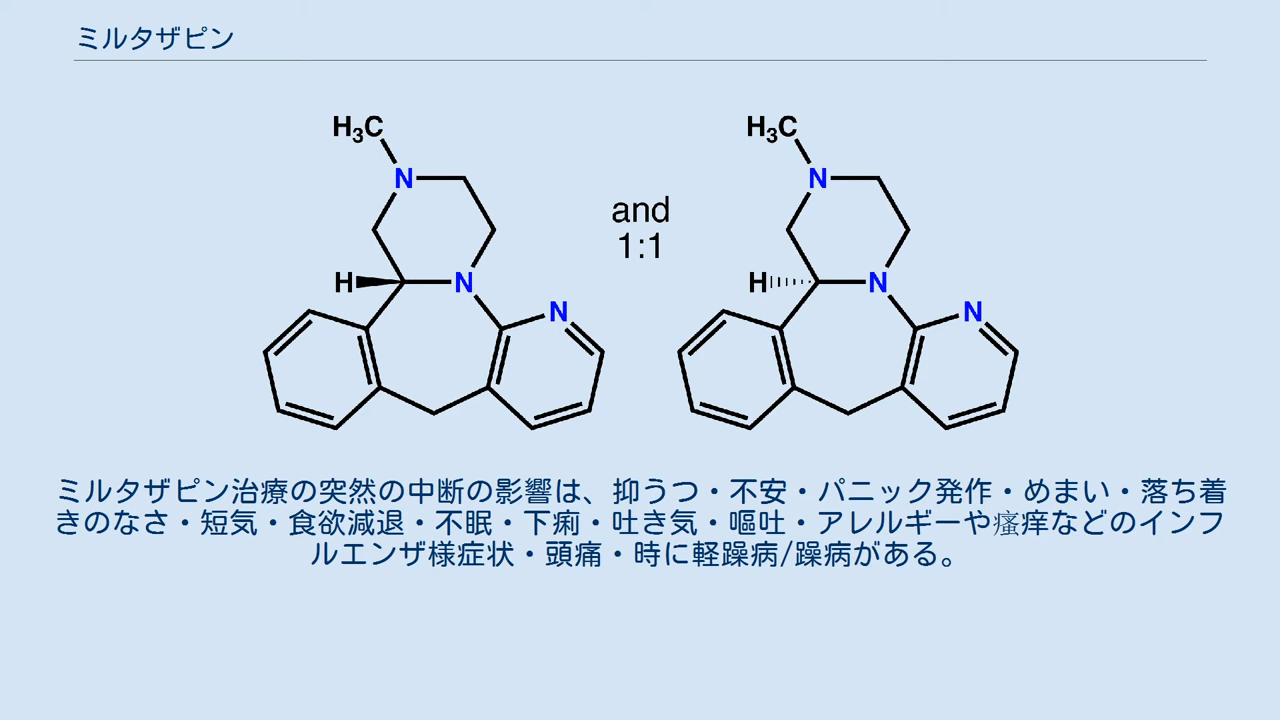 ミルタザピン
H₃C
H₃C
N
N
and
1:1
H
N
H
N
N
N
ミルタザピン治療の突然の中断の影響は、抑うつ・不安・パニック発作・めまい・落ち着
きのなさ・短気・食欲減退・不眠・下痢・吐き気・嘔吐・アレルギーや瘙痒などのインフ
ルエンザ様症状・頭痛・時に軽躁病/躁病がある。